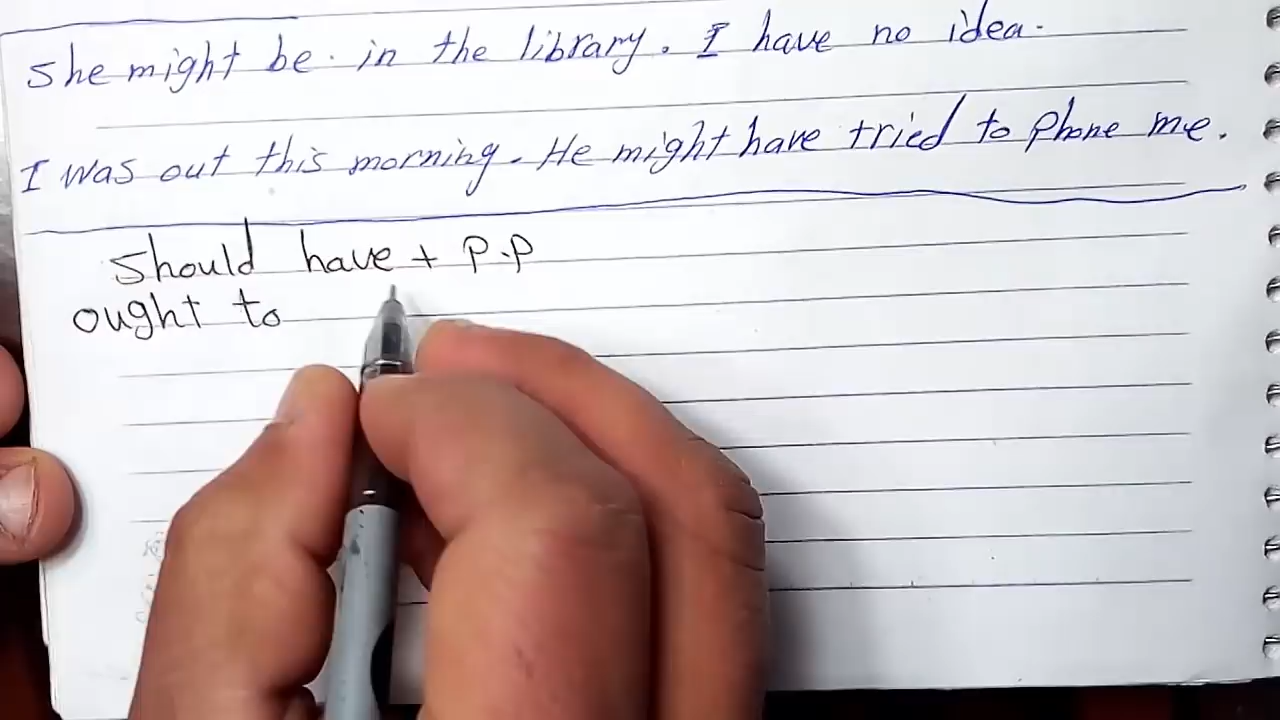 She might be. in the library. I have no idea.
I was out this morning. He might have tried to phone me.
Should have + P.P
ought to